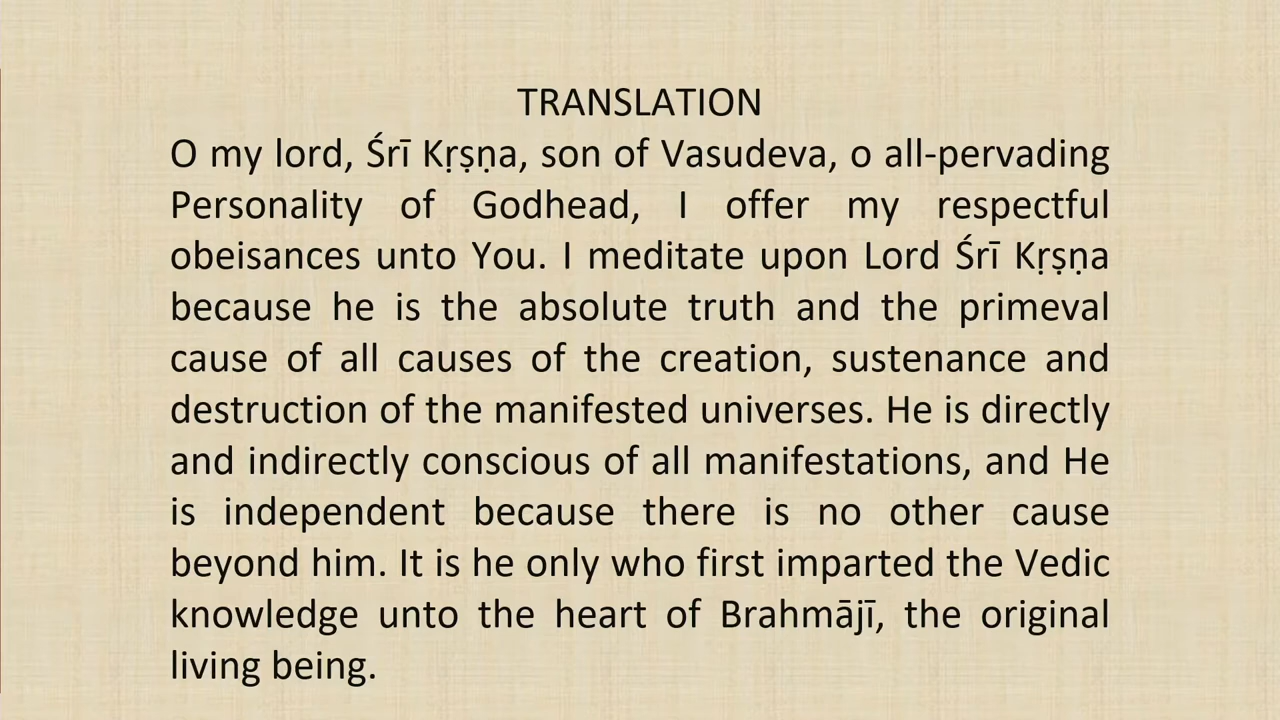 TRANSLATION
O my lord, Śrī Kṛṣṇa, son of Vasudeva, o all-pervading
Personality of Godhead, I offer my respectful
obeisances unto You. I meditate upon Lord Śrī Kṛṣṇa
because he is the absolute truth and the primeval
cause of all causes of the creation, sustenance and
destruction of the manifested universes. He is directly
and indirectly conscious of all manifestations, and He
is independent because there is no other cause
beyond him. It is he only who first imparted the Vedic
knowledge unto the heart of Brahmājī, the original
living being.